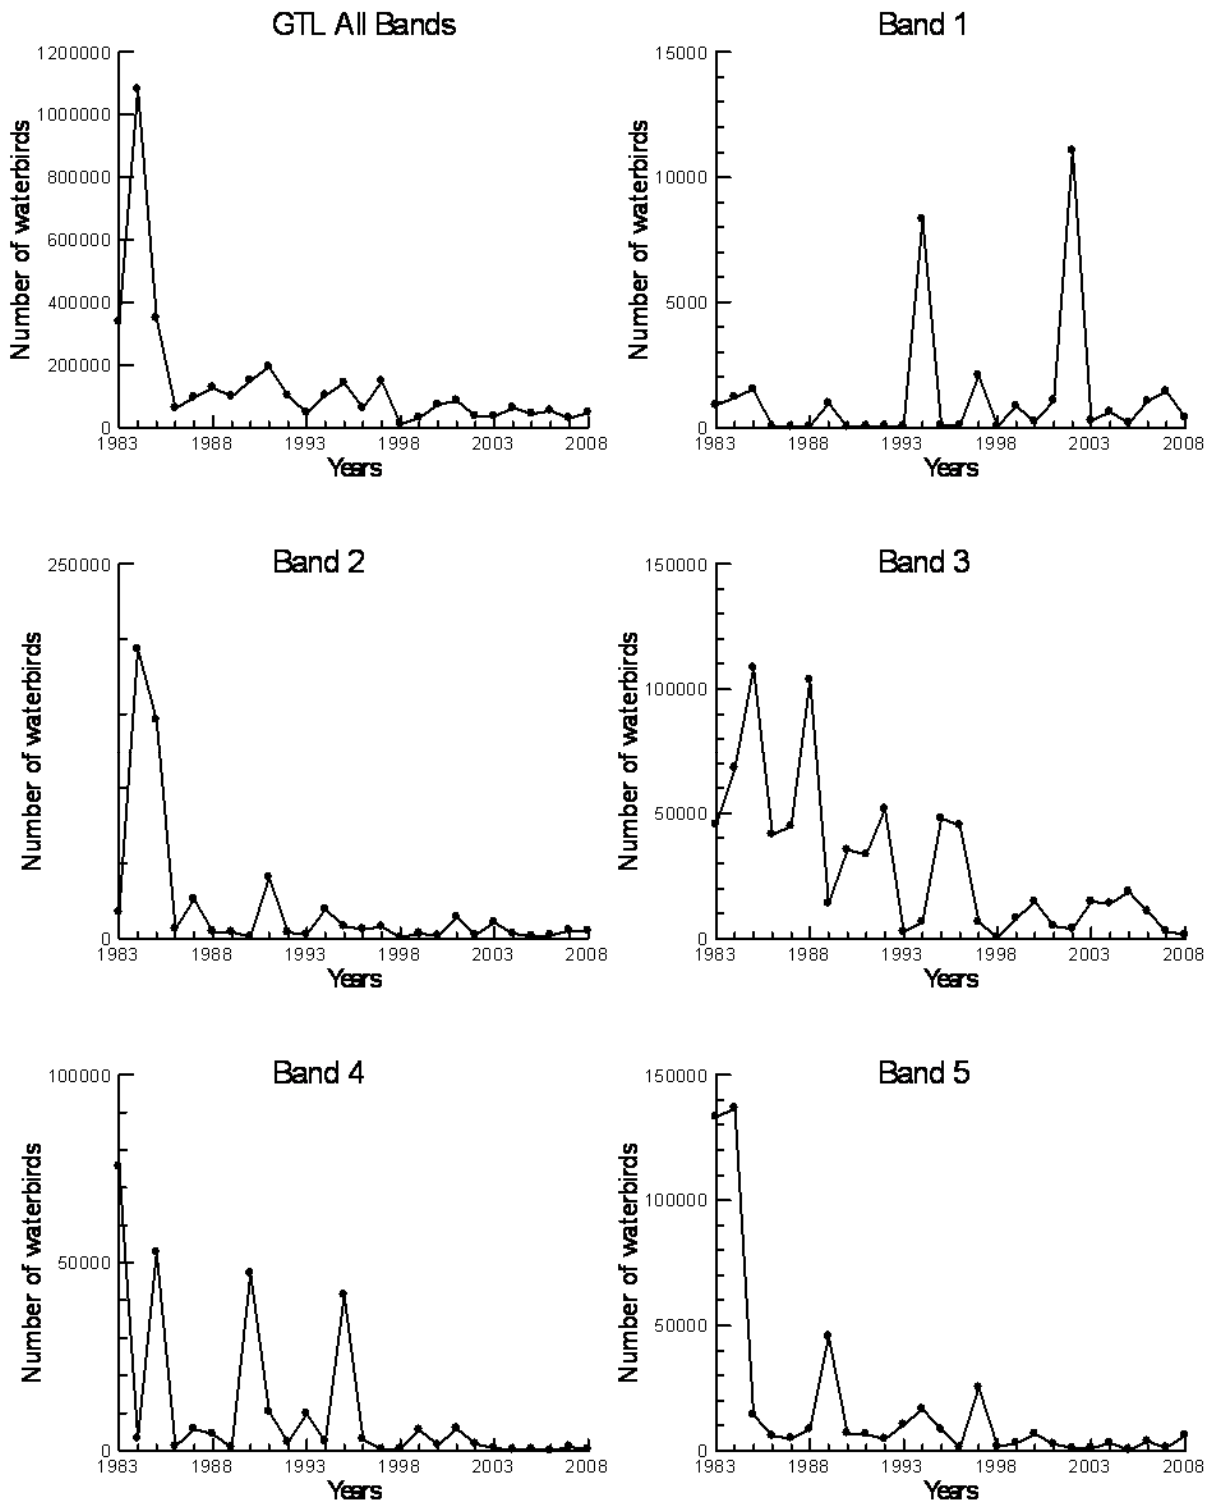 GTL All Bands
Number of waterbirds
1200000
1000000
800000
600000
400000
200000
0
1983 1988 1993 1998 2003 2008
Years
Band 1
Number of waterbirds
15000
10000
5000
0
1983 1988 1993 1998 2003 2008
Years
Band 2
Number of waterbirds
250000
0
1983 1988 1993 1998 2003 2008
Years
Band 3
Number of waterbirds
150000
100000
50000
0
1983 1988 1993 1998 2003 2008
Years
Band 4
Number of waterbirds
100000
50000
0
1983 1988 1993 1998 2003 2008
Years
Band 5
Number of waterbirds
150000
100000
50000
0
1983 1988 1993 1998 2003 2008
Years